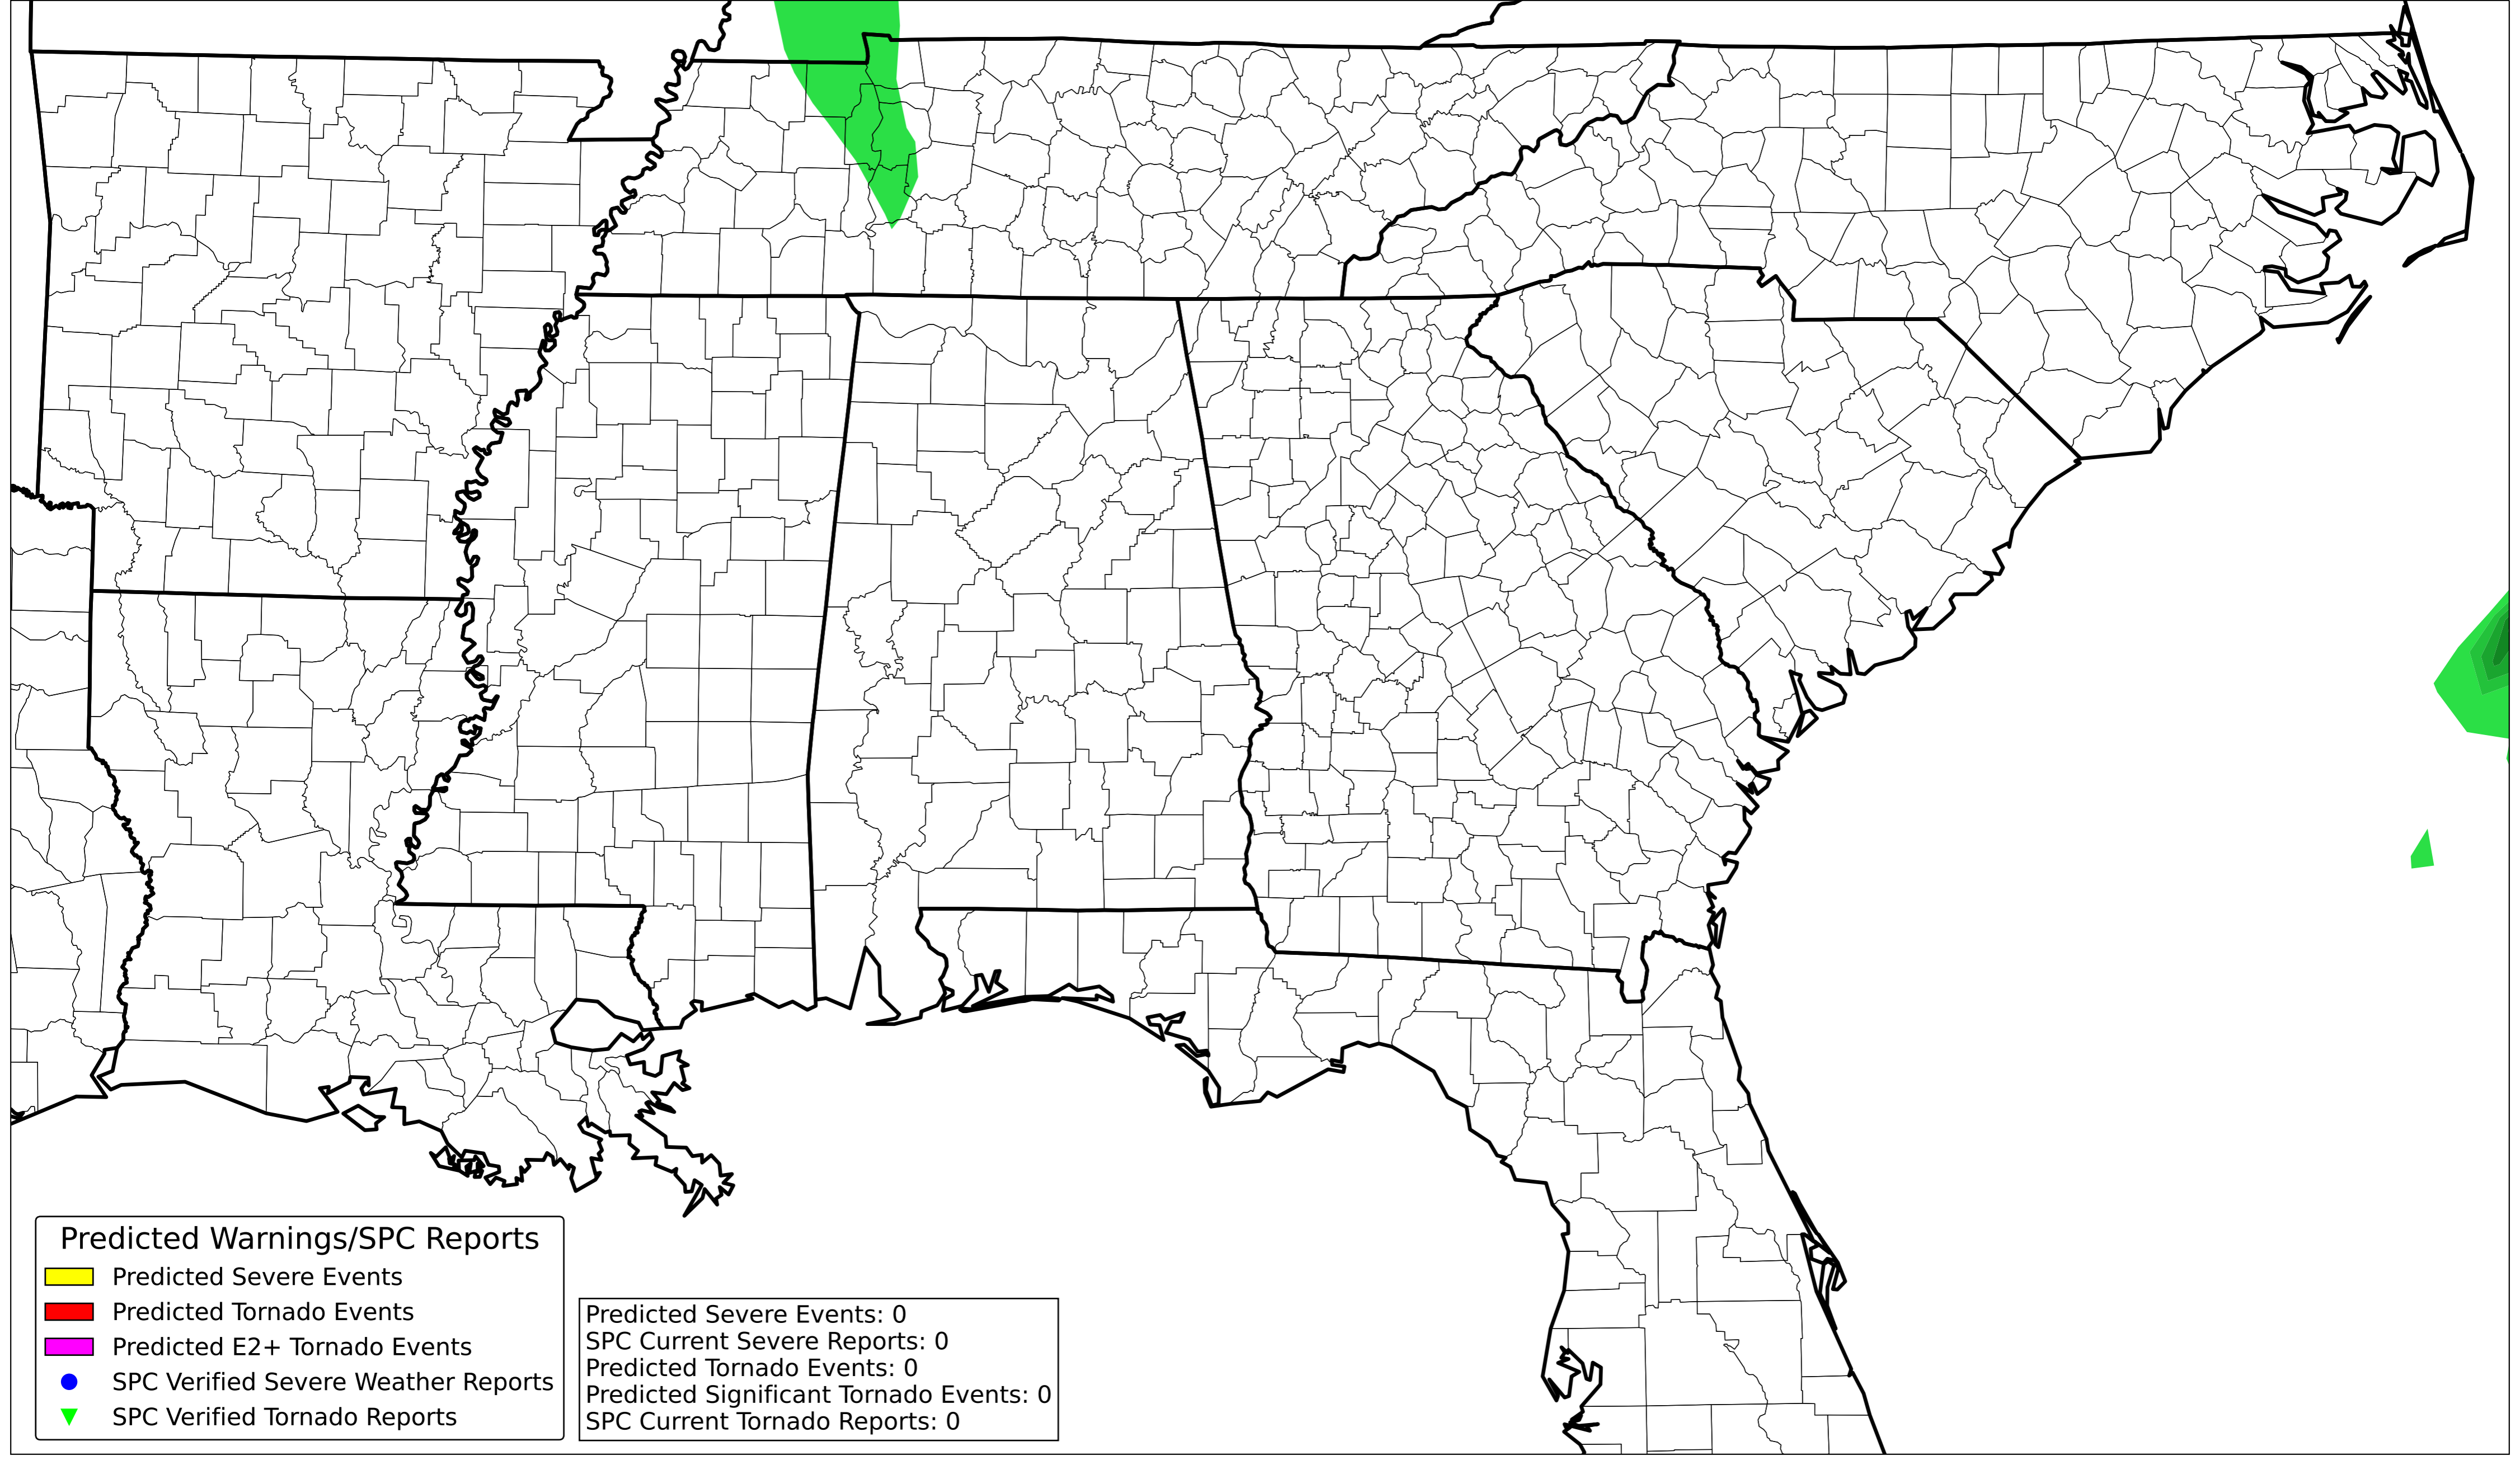 Predicted Warnings/SPC Reports
Predicted Severe Events
Predicted Tornado Events
Predicted E2+ Tornado Events
SPC Verified Severe Weather Reports
SPC Verified Tornado Reports
Predicted Severe Events: 0
SPC Current Severe Reports: 0
Predicted Tornado Events: 0
Predicted Significant Tornado Events: 0
SPC Current Tornado Reports: 0